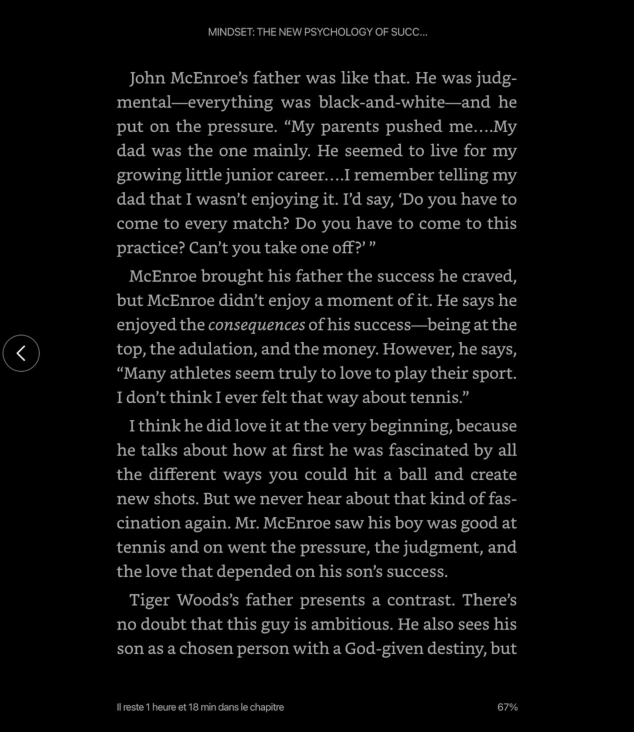 MINDSET: THE NEW PSYCHOLOGY OF SUCC...
John McEnroe’s father was like that. He was judg-
mental—everything was black-and-white—and he
put on the pressure. “My parents pushed me....My
dad was the one mainly. He seemed to live for my
growing little junior career....I remember telling my
dad that I wasn’t enjoying it. I’d say, ‘Do you have to
come to every match? Do you have to come to this
practice? Can’t you take one off?’ ”
McEnroe brought his father the success he craved,
but McEnroe didn’t enjoy a moment of it. He says he
enjoyed the consequences of his success—being at the
top, the adulation, and the money. However, he says,
“Many athletes seem truly to love to play their sport.
I don’t think I ever felt that way about tennis.”
I think he did love it at the very beginning, because
he talks about how at first he was fascinated by all
the different ways you could hit a ball and create
new shots. But we never hear about that kind of fas-
cination again. Mr. McEnroe saw his boy was good at
tennis and on went the pressure, the judgment, and
the love that depended on his son’s success.
Tiger Woods’s father presents a contrast. There’s
no doubt that this guy is ambitious. He also sees his
son as a chosen person with a God-given destiny, but
Il reste 1 heure et 18 min dans le chapitre
67%